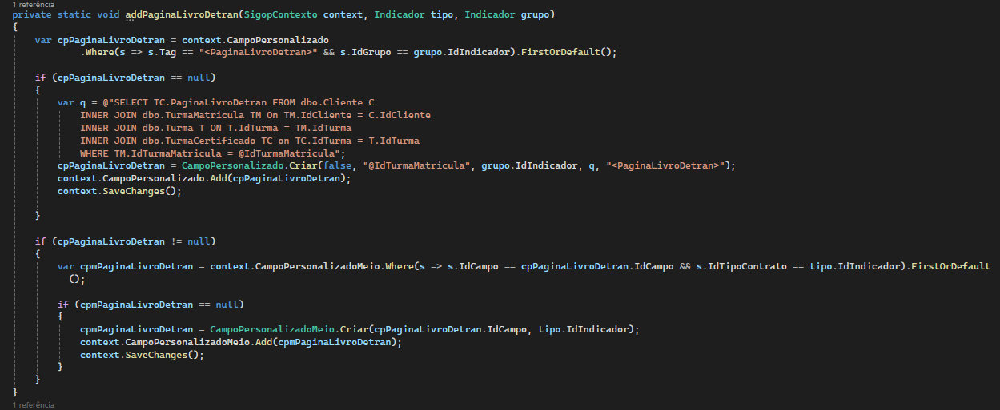 1 referência
private static void addPaginaLivroDetran(SigopContexto context, Indicador tipo, Indicador grupo)
{
var cpPaginaLivroDetran = context.CampoPersonalizado
.Where(s => s.Tag == "<PaginaLivroDetran>" && s.IdGrupo == grupo.IdIndicador).FirstOrDefault();
if (cpPaginaLivroDetran == null)
{
var q = @"SELECT TC.PaginaLivroDetran FROM dbo.Cliente C
INNER JOIN dbo.TurmaMatricula TM On TM.IdCliente = C.IdCliente
INNER JOIN dbo.Turma T ON T.IdTurma = TM.IdTurma
INNER JOIN dbo.TurmaCertificado TC on TC.IdTurma = T.IdTurma
WHERE TM.IdTurmaMatricula = @IdTurmaMatricula";
cpPaginaLivroDetran = CampoPersonalizado.Criar(false, "@IdTurmaMatricula", grupo.IdIndicador, q, "<PaginaLivroDetran>");
context.CampoPersonalizado.Add(cpPaginaLivroDetran);
context.SaveChanges();
}
if (cpPaginaLivroDetran != null)
{
var cpmPaginaLivroDetran = context.CampoPersonalizadoMeio.Where(s => s.IdCampo == cpPaginaLivroDetran.IdCampo && s.IdTipoContrato == tipo.IdIndicador).FirstOrDefault
();
if (cpmPaginaLivroDetran == null)
{
cpmPaginaLivroDetran = CampoPersonalizadoMeio.Criar(cpPaginaLivroDetran.IdCampo, tipo.IdIndicador);
context.CampoPersonalizadoMeio.Add(cpmPaginaLivroDetran);
context.SaveChanges();
}
}
}
1 referência